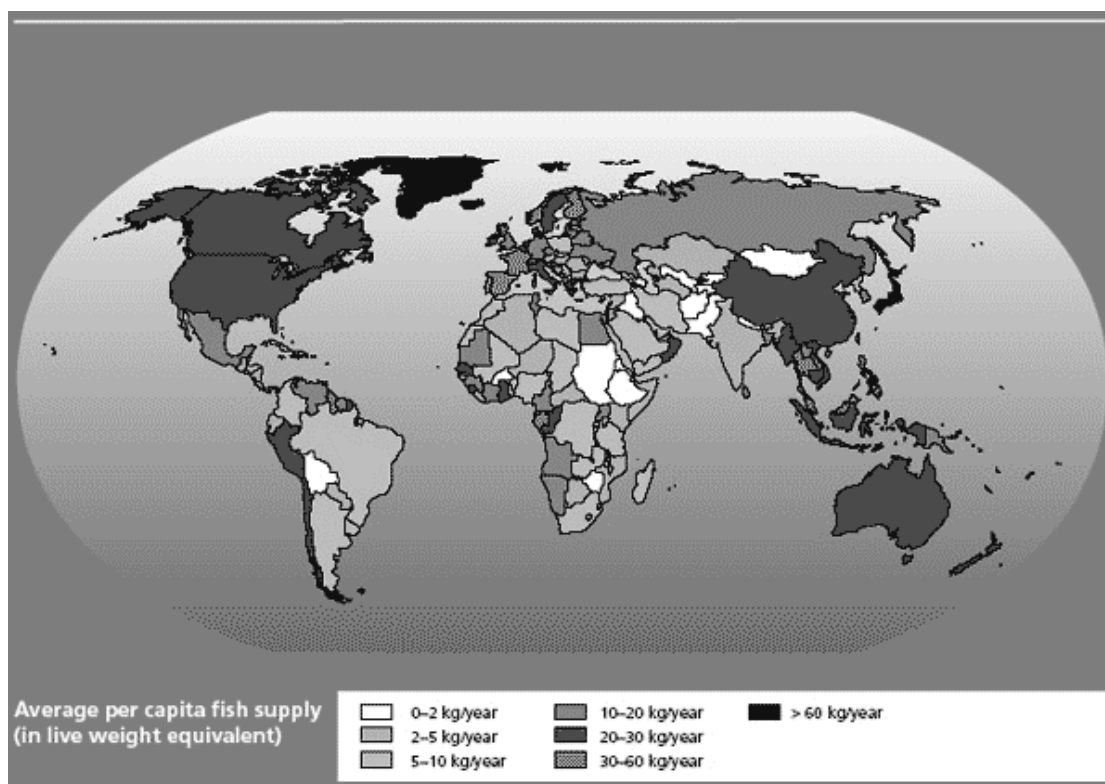 Average per capita fish supply
(in live weight equivalent)
0–2 kg/year
2–5 kg/year
5–10 kg/year
10–20 kg/year
20–30 kg/year
30–60 kg/year
> 60 kg/year